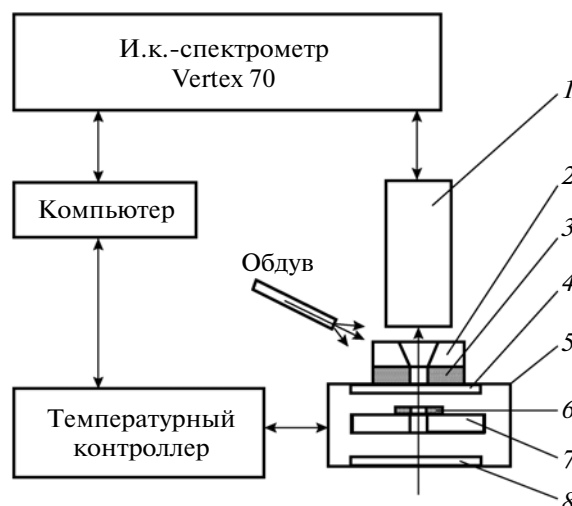 И.к.-спектрометр
Vertex 70
1
2
Компьютер
3
Обдув
4
5
6
Температурный
контроллер
7
8